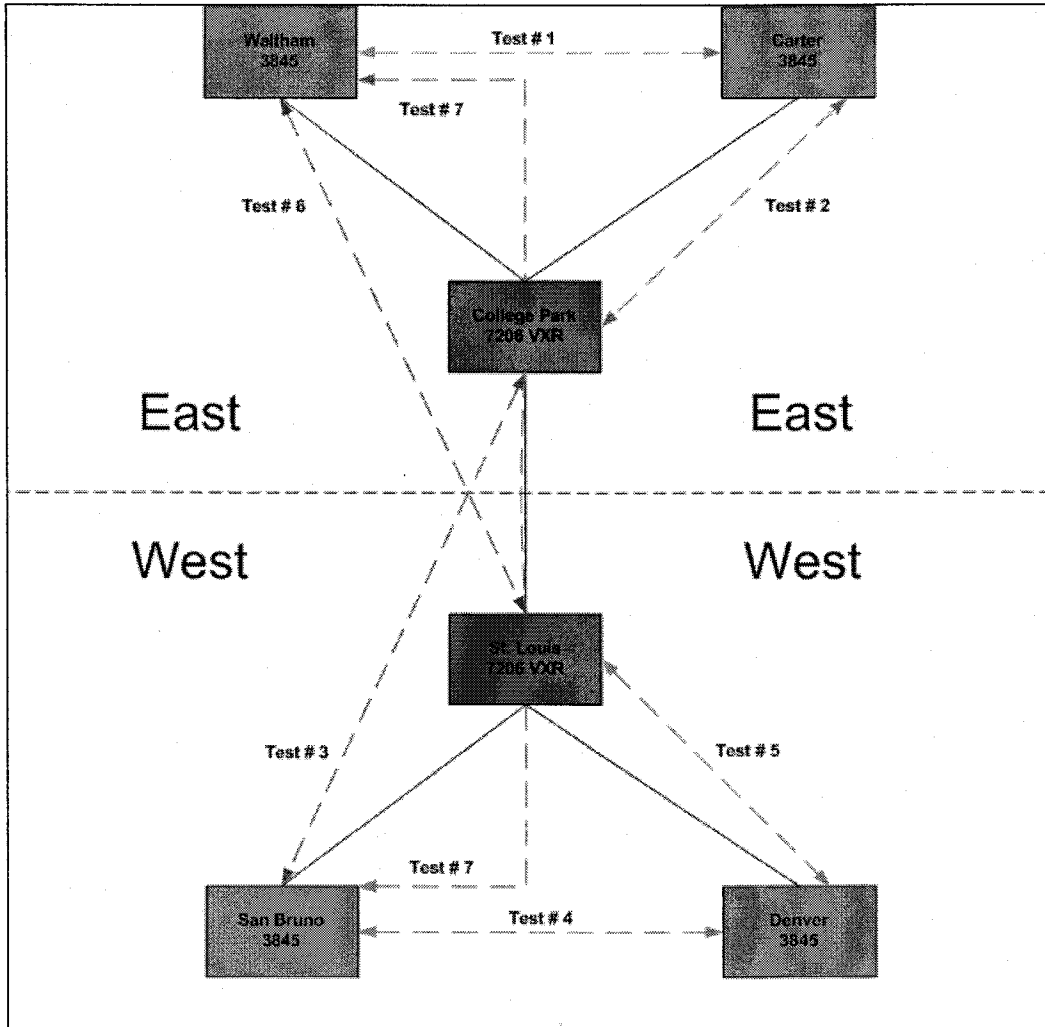 Waltham
3845
Test # 1
Carter
3845
Test # 7
Test # 6
Test # 2
College Park
7206 VXR
East
East
West
West
St. Louis
7206 VXR
Test # 3
Test # 5
Test # 7
San Bruno
3845
Test # 4
Denver
3845